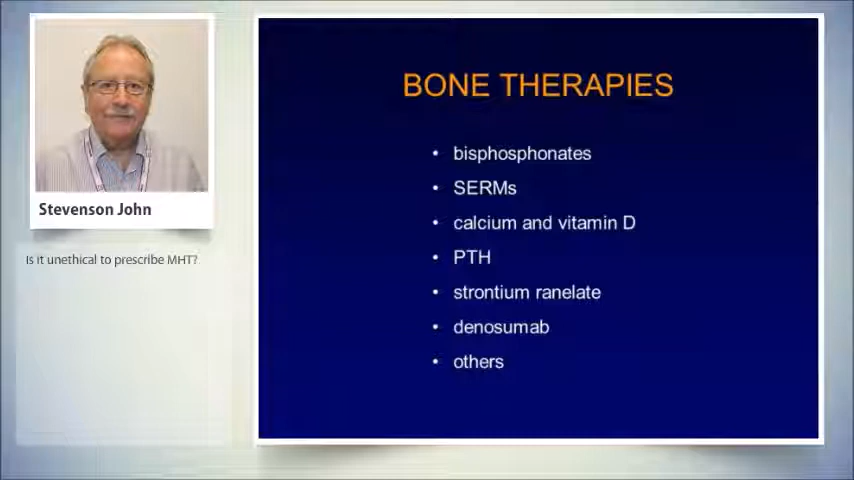 Stevenson John
Is it unethical to prescribe MHT?
BONE THERAPIES
• bisphosphonates
• SERMs
• calcium and vitamin D
• PTH
• strontium ranelate
• denosumab
• others